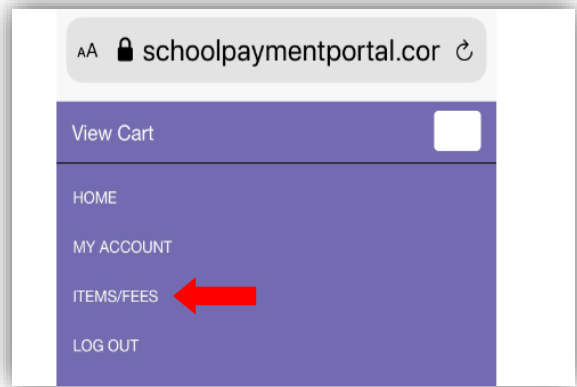 AA schoolpaymentportal.cor
View Cart
HOME
MY ACCOUNT
ITEMS/FEES
LOG OUT